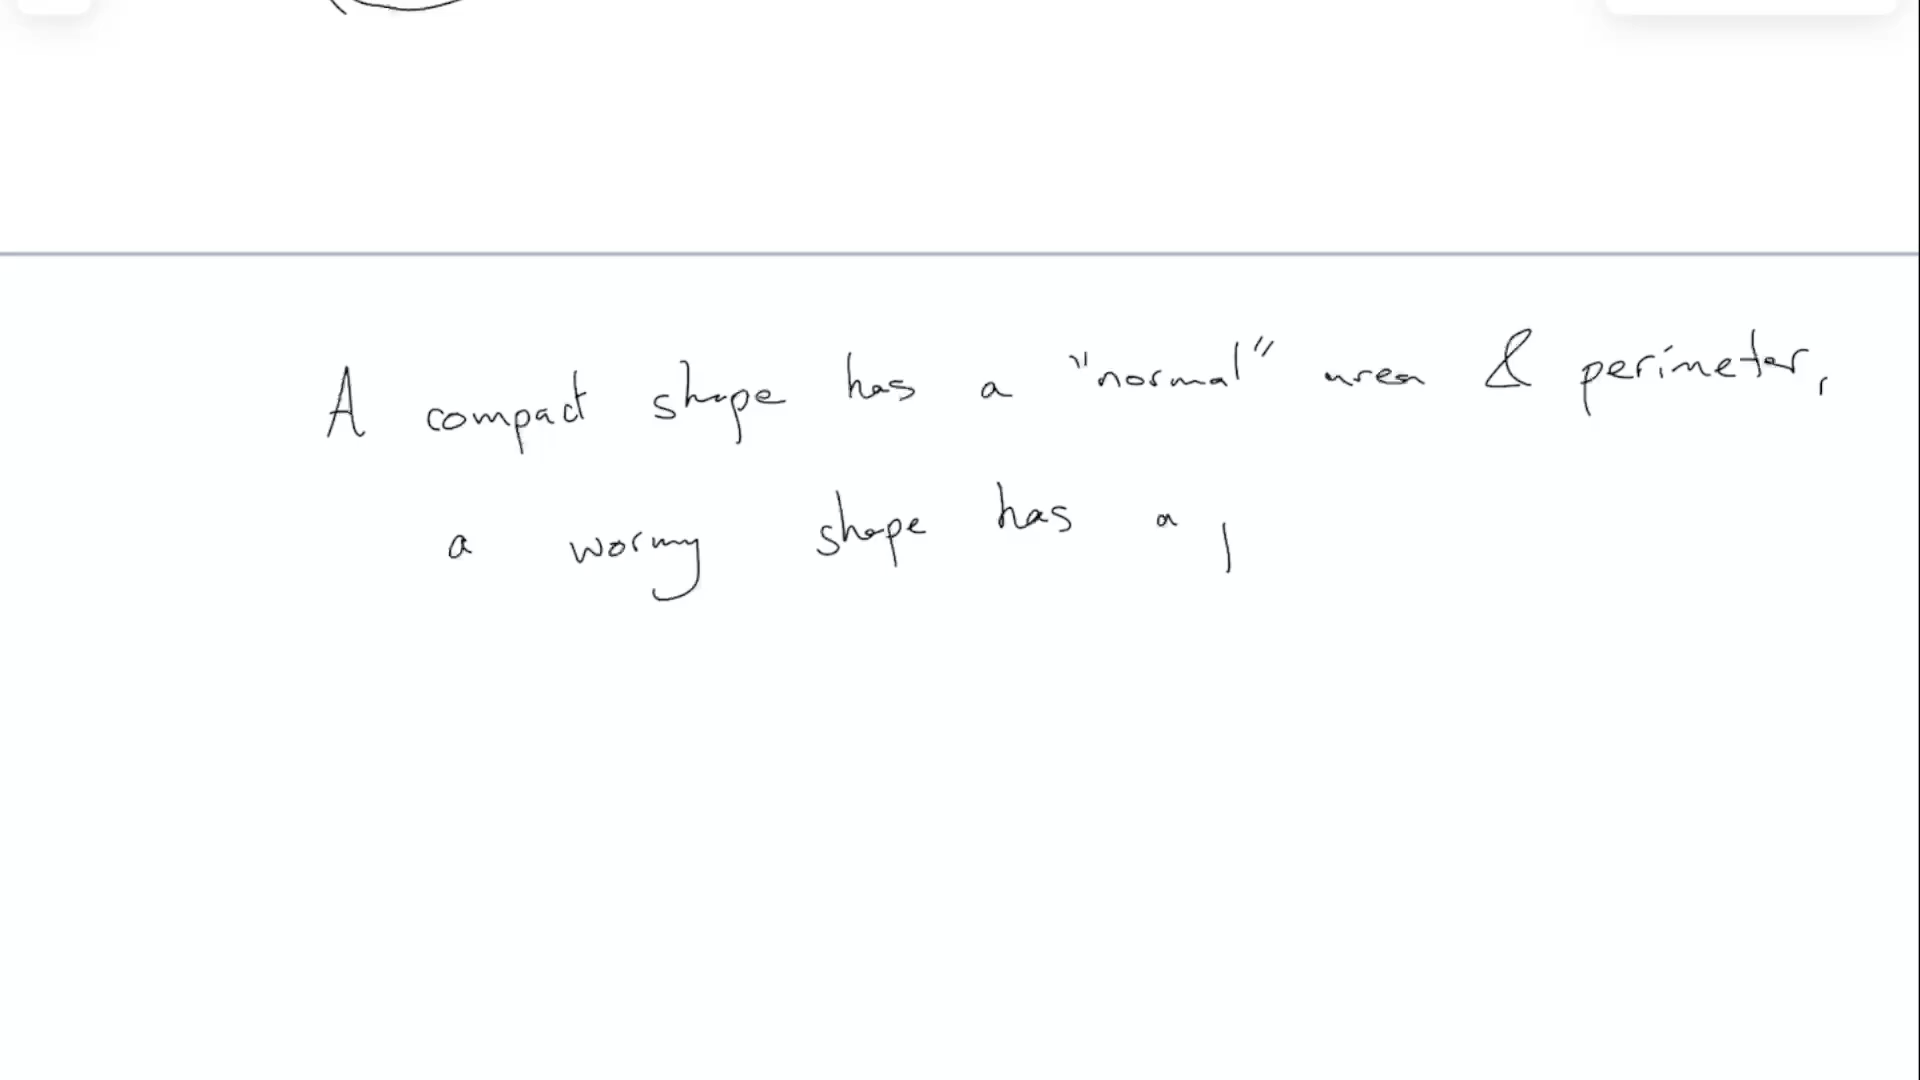 A compact shape has a "normal" area & perimeter,
a wormy shape has a